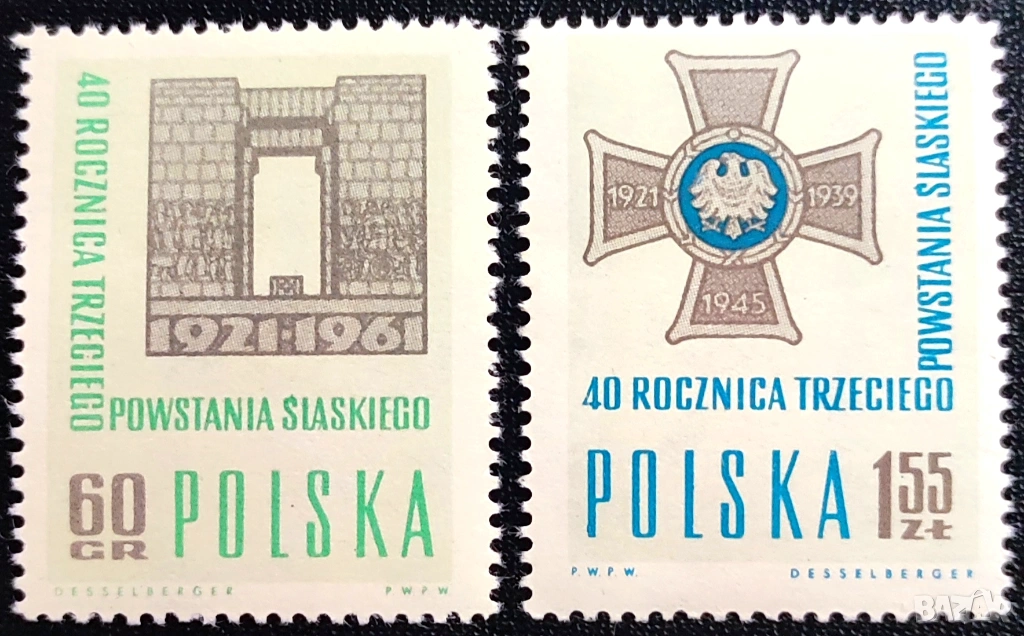 40 ROCZNICA TRZECIEGO
POWSTANIA ŚLASKIEGO
1921·1961
60 GR
POLSKA
DESSELBERGER
P.W.P.W.
1921
1939
1945
40 ROCZNICA TRZECIEGO
POWSTANIA ŚLASKIEGO
POLSKA
1 55 ZŁ
P.W.P.W.
DESSELBERGER
BAZAR